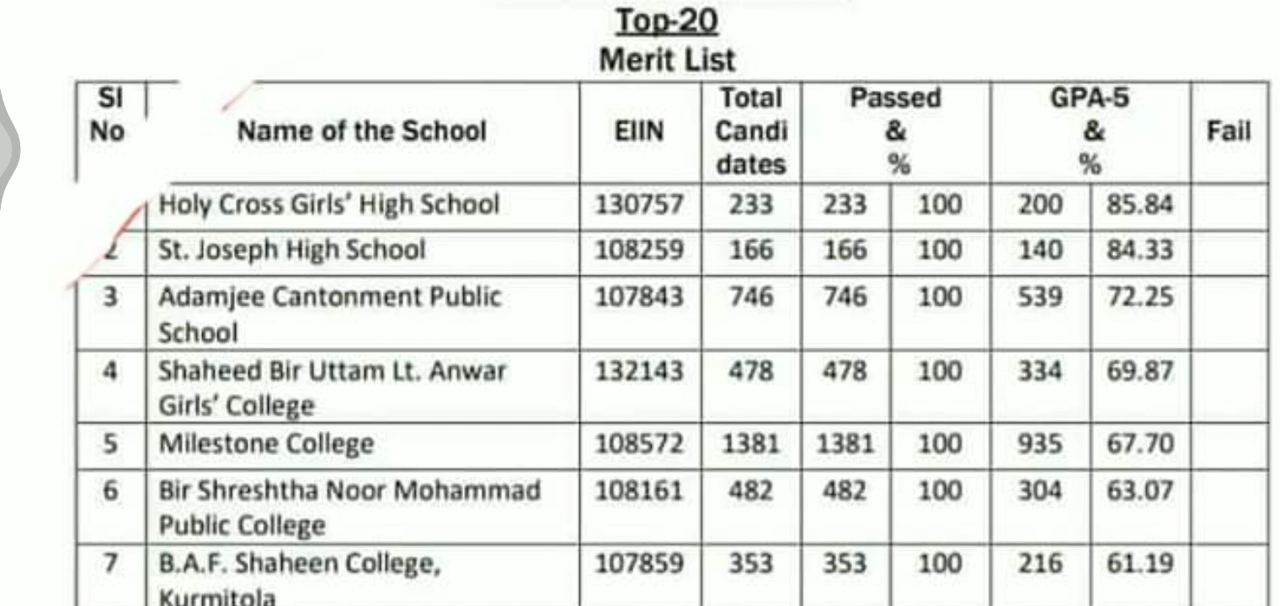 Top-20
Merit List
Sl No Name of the School EIIN Total Candi dates Passed & % GPA-5 & % Fail
Holy Cross Girls' High School 130757 233 233 100 200 85.84
2 St. Joseph High School 108259 166 166 100 140 84.33
3 Adamjee Cantonment Public School 107843 746 746 100 539 72.25
4 Shaheed Bir Uttam Lt. Anwar Girls' College 132143 478 478 100 334 69.87
5 Milestone College 108572 1381 1381 100 935 67.70
6 Bir Shreshtha Noor Mohammad Public College 108161 482 482 100 304 63.07
7 B.A.F. Shaheen College, Kurmitola 107859 353 353 100 216 61.19